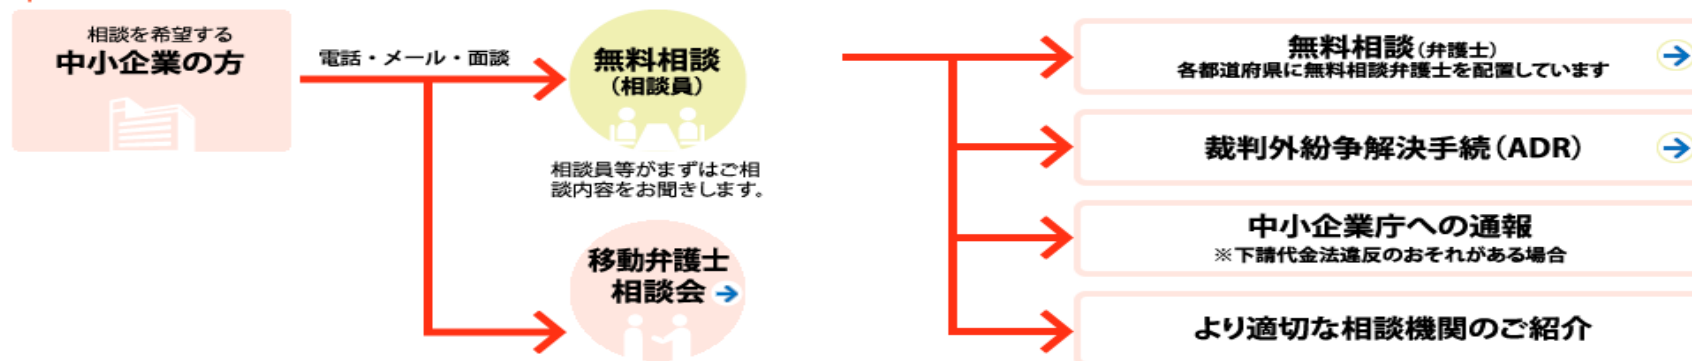 相談を希望する
中小企業の方
電話・メール・面談
無料相談
(相談員)
相談員等がまずはご相
談内容をお聞きします。
移動弁護士
相談会
無料相談(弁護士)
各都道府県に無料相談弁護士を配置しています
裁判外紛争解決手続(ADR)
中小企業庁への通報
※下請代金法違反のおそれがある場合
より適切な相談機関のご紹介